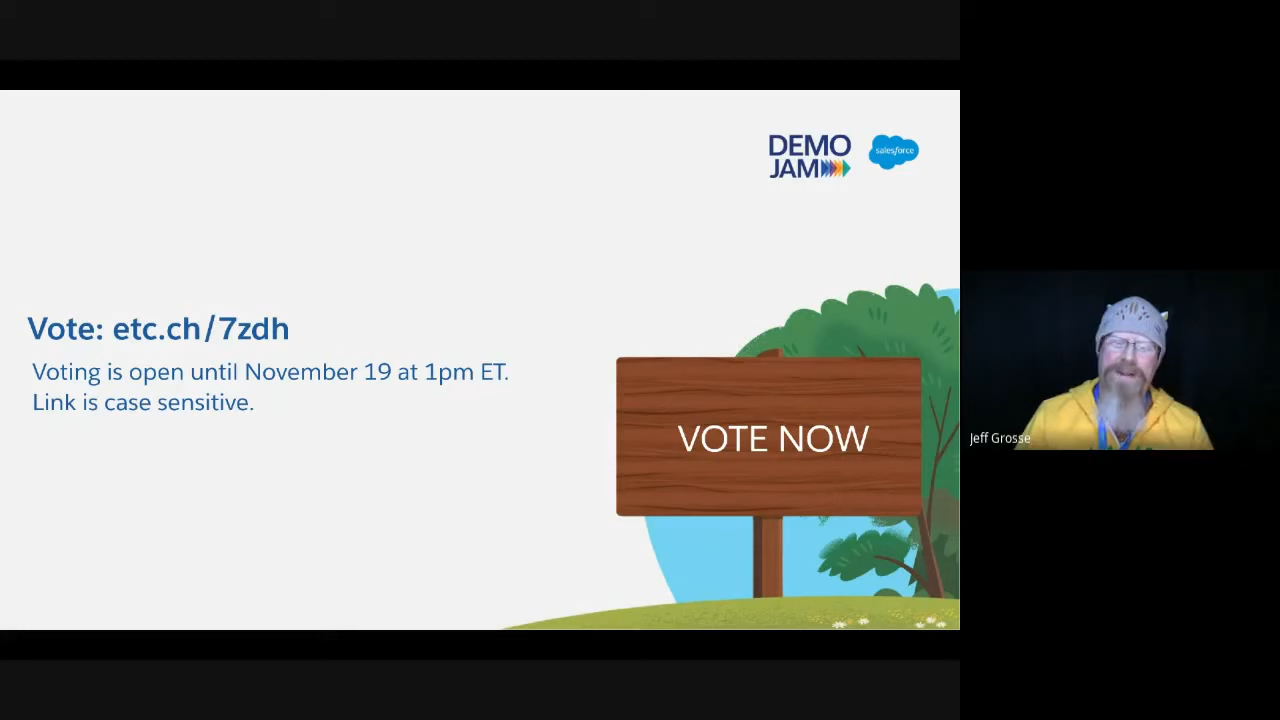 DEMO
JAM
salesforce
Vote: etc.ch/7zdh
Voting is open until November 19 at 1pm ET.
Link is case sensitive.
VOTE NOW
Jeff Grosse